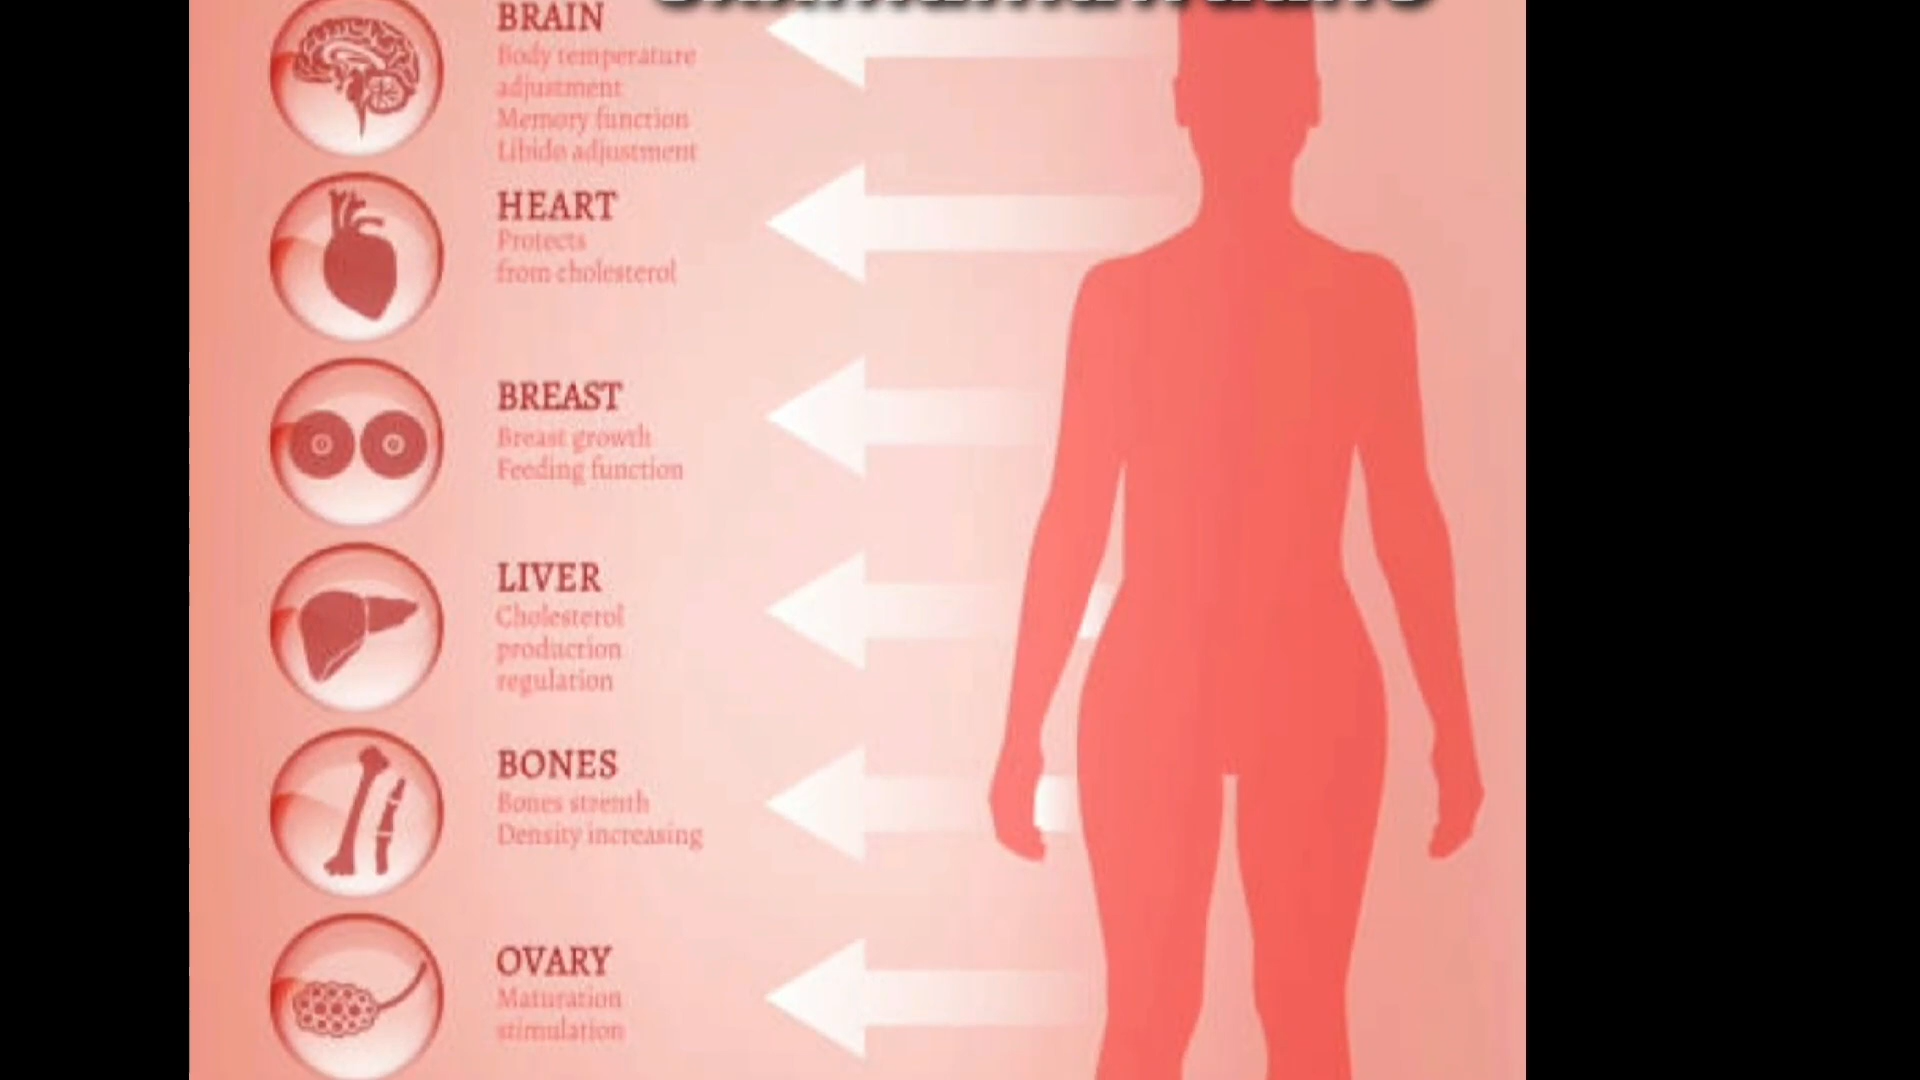 BRAIN
Body temperature
adjustment
Memory function
Libido adjustment
HEART
Protects
from cholesterol
BREAST
Breast growth
Feeding function
LIVER
Cholesterol
production
regulation
BONES
Bones strenth
Density increasing
OVARY
Maturation
stimulation